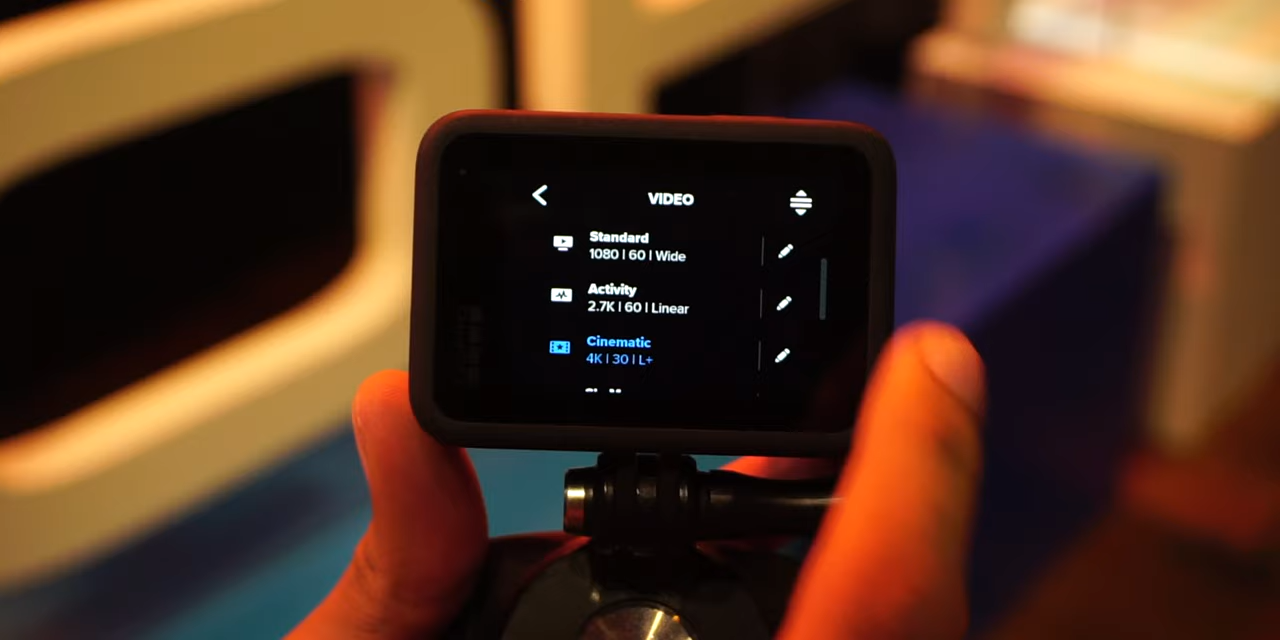 VIDEO
Standard
1080 | 60 | Wide
Activity
2.7K | 60 | Linear
Cinematic
4K | 30 | L+